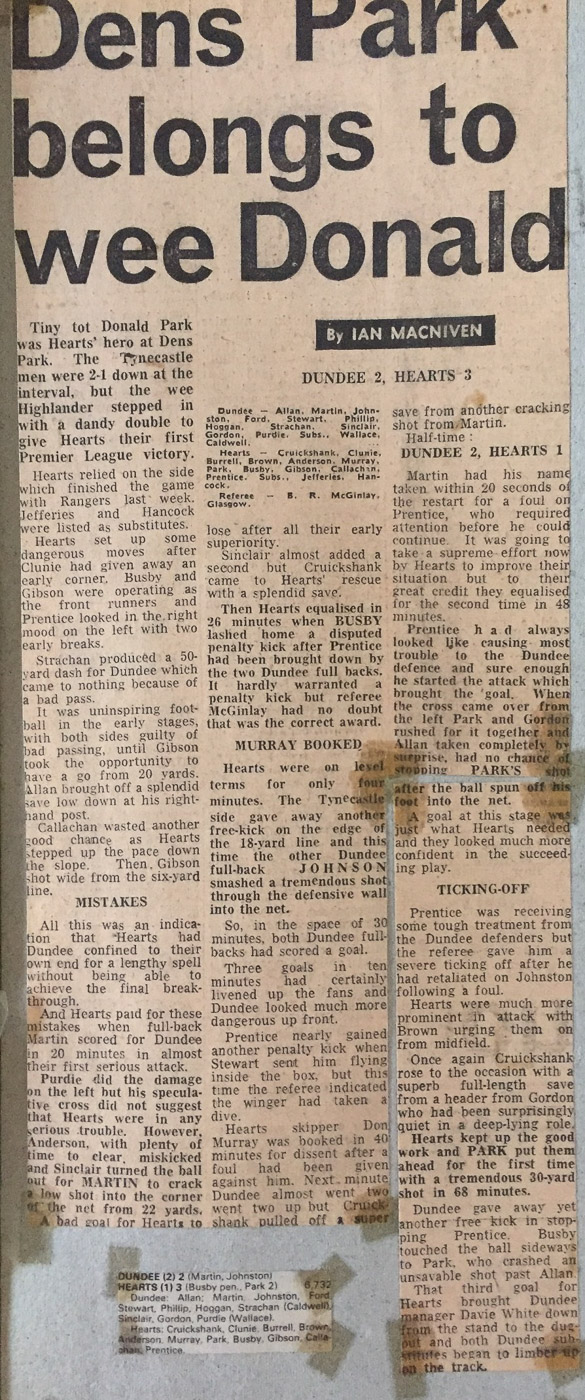 Dens Park
belongs to
wee Donald
Tiny tot Donald Park
was Hearts' hero at Dens
Park. The Tynecastle
men were 2-1 down at the
interval, but the wee
Highlander stepped in
with a dandy double to
give Hearts their first
Premier League victory.
Hearts relied on the side
which finished the game
with Rangers last week.
Jefferies and Hancock
were listed as substitutes.
Hearts set up some
dangerous moves after
Clunie had given away an
early corner. Busby and
Gibson were operating as
the front runners and
Prentice looked in the right
mood on the left with two
early breaks.
Strachan produced a 50-
yard dash for Dundee which
came to nothing because of
a bad pass.
It was uninspiring foot-
ball in the early stages,
with both sides guilty of
bad passing, until Gibson
took the opportunity to
have a go from 20 yards.
Allan brought off a splendid
save low down at his right-
hand post.
Callachan wasted another
good chance as Hearts
stepped up the pace down
the slope. Then Gibson
shot wide from the six-yard
line.
MISTAKES
All this was an indica-
tion that Hearts had
Dundee confined to their
own end for a lengthy spell
without being able to
achieve the final break-
through.
And Hearts paid for these
mistakes when full-back
Martin scored for Dundee
in 20 minutes in almost
their first serious attack.
Purdie did the damage
on the left but his specula-
tive cross did not suggest
that Hearts were in any
serious trouble. However,
Anderson, with plenty of
time to clear, miskicked
and Sinclair turned the ball
out for MARTIN to crack
a low shot into the corner
of the net from 22 yards.
A bad goal for Hearts to
By IAN MACNIVEN
DUNDEE 2, HEARTS 3
Dundee — Allan, Martin, John-
ston, Ford, Stewart, Phillip,
Hoggan, Strachan, Sinclair,
Gordon, Purdie. Subs., Wallace,
Caldwell.
Hearts — Cruickshank, Clunie,
Burrell, Brown, Anderson, Murray,
Park, Busby, Gibson, Callachan,
Prentice. Subs., Jefferies, Han-
cock.
Referee — B. R. McGinlay,
Glasgow.
lose after all their early
superiority.
Sinclair almost added a
second but Cruickshank
came to Hearts' rescue
with a splendid save.
Then Hearts equalised in
26 minutes when BUSBY
lashed home a disputed
penalty kick after Prentice
had been brought down by
the two Dundee full backs.
It hardly warranted a
penalty kick but referee
McGinlay had no doubt
that was the correct award.
MURRAY BOOKED
Hearts were on level
terms for only four
minutes. The Tynecastle
side gave away another
free-kick on the edge of
the 18-yard line and this
time the other Dundee
full-back JOHNSON
smashed a tremendous shot
through the defensive wall
into the net.
So, in the space of 30
minutes, both Dundee full-
backs had scored a goal.
Three goals in ten
minutes had certainly
livened up the fans and
Dundee looked much more
dangerous up front.
Prentice nearly gained
another penalty kick when
Stewart sent him flying
inside the box, but this
time the referee indicated
the winger had taken a
dive.
Hearts skipper Don
Murray was booked in 40
minutes for dissent after a
foul had been given
against him. Next minute
Dundee almost went two
went two up but Cruick-
shank pulled off a super
save from another cracking
shot from Martin.
Half-time :
DUNDEE 2, HEARTS 1
Martin had his name
taken within 20 seconds of
the restart for a foul on
Prentice, who required
attention before he could
continue. It was going to
take a supreme effort now
by Hearts to improve their
situation but to their
great credit they equalised
for the second time in 48
minutes.
Prentice had always
looked like causing most
trouble to the Dundee
defence and sure enough
he started the attack which
brought the goal. When
the cross came over from
the left Park and Gordon
rushed for it together and
Allan taken completely by
surprise, had no chance of
stopping PARK'S shot
after the ball spun off his
foot into the net.
A goal at this stage was
just what Hearts needed
and they looked much more
confident in the succeed-
ing play.
TICKING-OFF
Prentice was receiving
some tough treatment from
the Dundee defenders but
the referee gave him a
severe ticking off after he
had retaliated on Johnston
following a foul.
Hearts were much more
prominent in attack with
Brown urging them on
from midfield.
Once again Cruickshank
rose to the occasion with a
superb full-length save
from a header from Gordon
who had been surprisingly
quiet in a deep-lying role.
Hearts kept up the good
work and PARK put them
ahead for the first time
with a tremendous 30-yard
shot in 68 minutes.
Dundee gave away yet
another free kick in stop-
ping Prentice. Busby
touched the ball sideways
to Park, who crashed an
unsavable shot past Allan.
That third goal for
Hearts brought Dundee
manager Davie White down
from the stand to the dug-
out and both Dundee sub-
stitutes began to limber up
on the track.
DUNDEE (2) 2 (Martin, Johnston)
HEARTS (1) 3 (Busby pen., Park 2) 6,732
Dundee: Allan; Martin, Johnston, Ford,
Stewart, Phillip, Hoggan, Strachan (Caldwell),
Sinclair, Gordon, Purdie (Wallace).
Hearts: Cruickshank, Clunie, Burrell, Brown,
Anderson, Murray, Park, Busby, Gibson, Calla-
chan, Prentice.